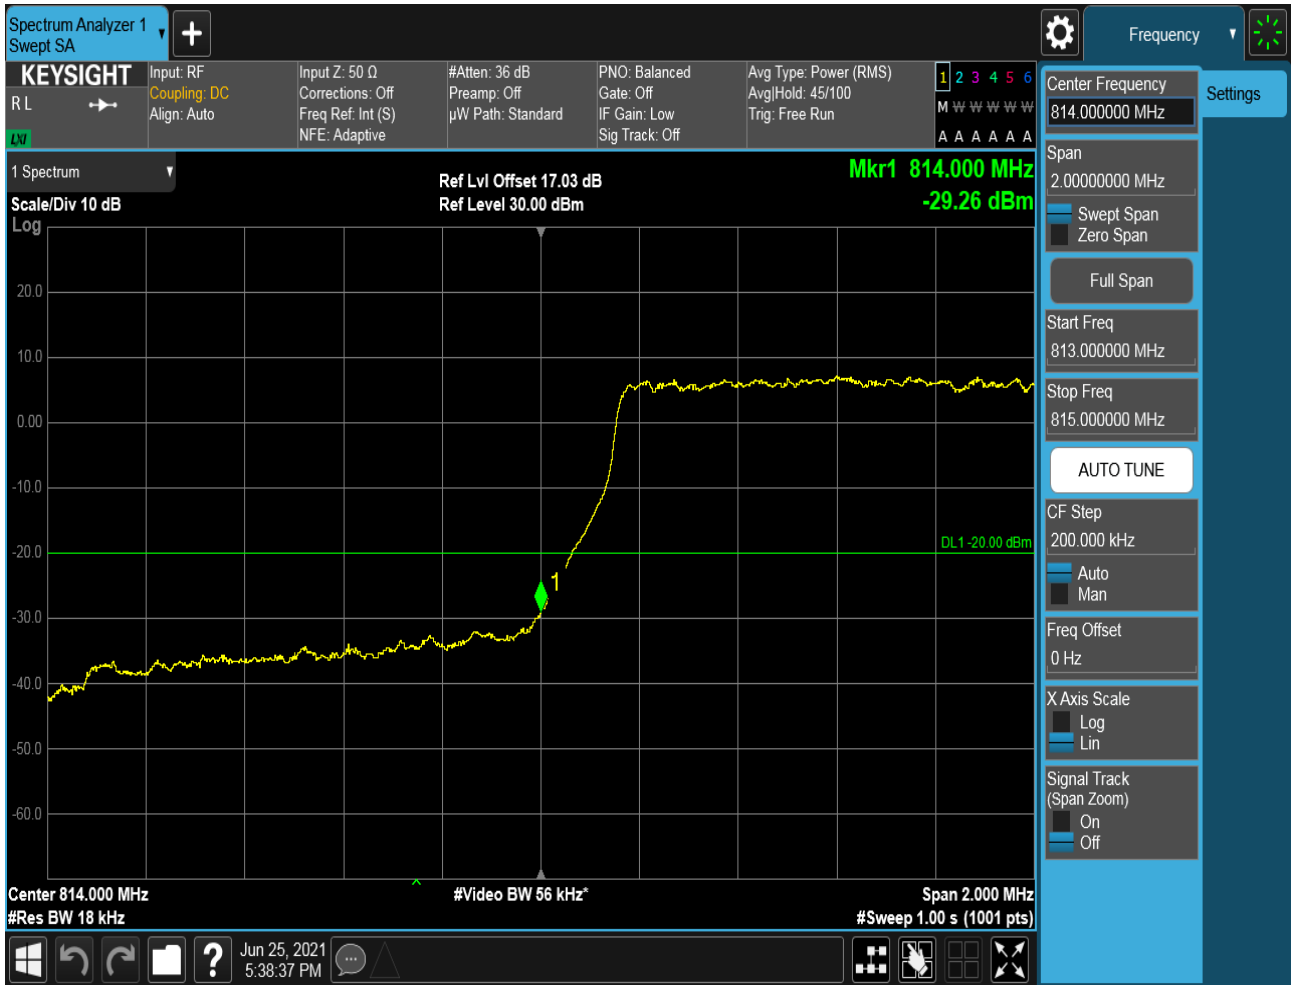 Spectrum Analyzer 1
Swept SA
Frequency
KEYSIGHT
R L
LXI
Input: RF
Coupling: DC
Align: Auto
Input Z: 50 Ω
Corrections: Off
Freq Ref: Int (S)
NFE: Adaptive
#Atten: 36 dB
Preamp: Off
µW Path: Standard
PNO: Balanced
Gate: Off
IF Gain: Low
Sig Track: Off
Avg Type: Power (RMS)
Avg|Hold: 45/100
Trig: Free Run
1 2 3 4 5 6
M W W W W W
A A A A A A
1 Spectrum
Scale/Div 10 dB
Log
Ref Lvl Offset 17.03 dB
Ref Level 30.00 dBm
Mkr1 814.000 MHz
-29.26 dBm
20.0
10.0
0.00
-10.0
-20.0
-30.0
-40.0
-50.0
-60.0
DL1 -20.00 dBm
1
Center 814.000 MHz
#Res BW 18 kHz
#Video BW 56 kHz*
Span 2.000 MHz
#Sweep 1.00 s (1001 pts)
Center Frequency
814.000000 MHz
Settings
Span
2.00000000 MHz
Swept Span
Zero Span
Full Span
Start Freq
813.000000 MHz
Stop Freq
815.000000 MHz
AUTO TUNE
CF Step
200.000 kHz
Auto
Man
Freq Offset
0 Hz
X Axis Scale
Log
Lin
Signal Track
(Span Zoom)
On
Off
?
Jun 25, 2021
5:38:37 PM